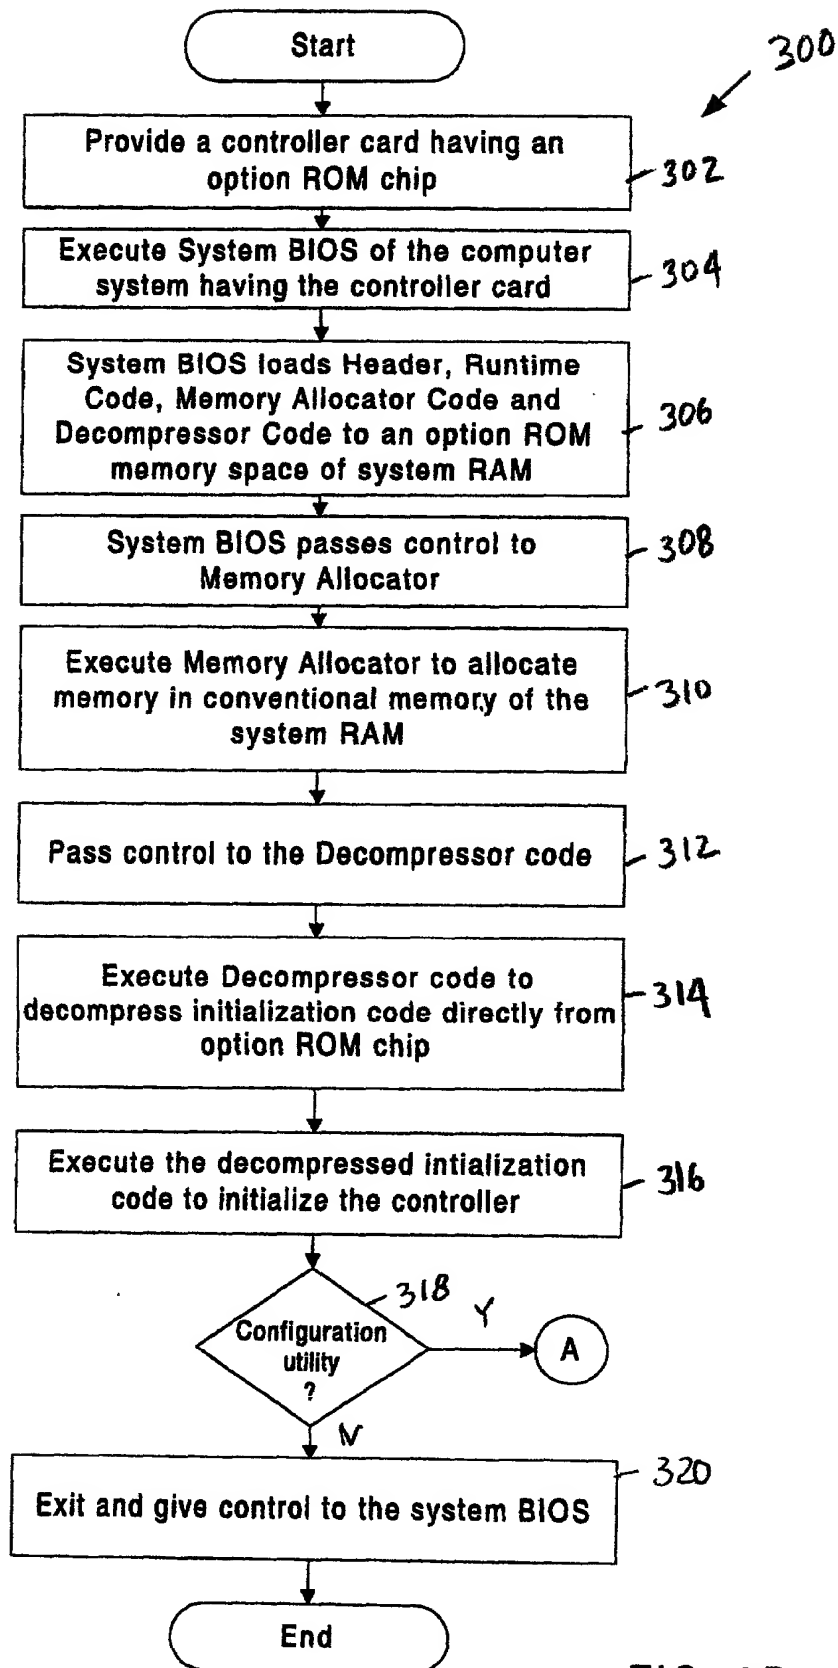 Start
300
Provide a controller card having an
option ROM chip
302
Execute System BIOS of the computer
system having the controller card
304
System BIOS loads Header, Runtime
Code, Memory Allocator Code and
Decompressor Code to an option ROM
memory space of system RAM
306
System BIOS passes control to
Memory Allocator
308
Execute Memory Allocator to allocate
memory in conventional memory of the
system RAM
310
Pass control to the Decompressor code
312
Execute Decompressor code to
decompress initialization code directly from
option ROM chip
314
Execute the decompressed intialization
code to initialize the controller
316
318
Configuration
utility
?
Y
A
N
Exit and give control to the system BIOS
320
End